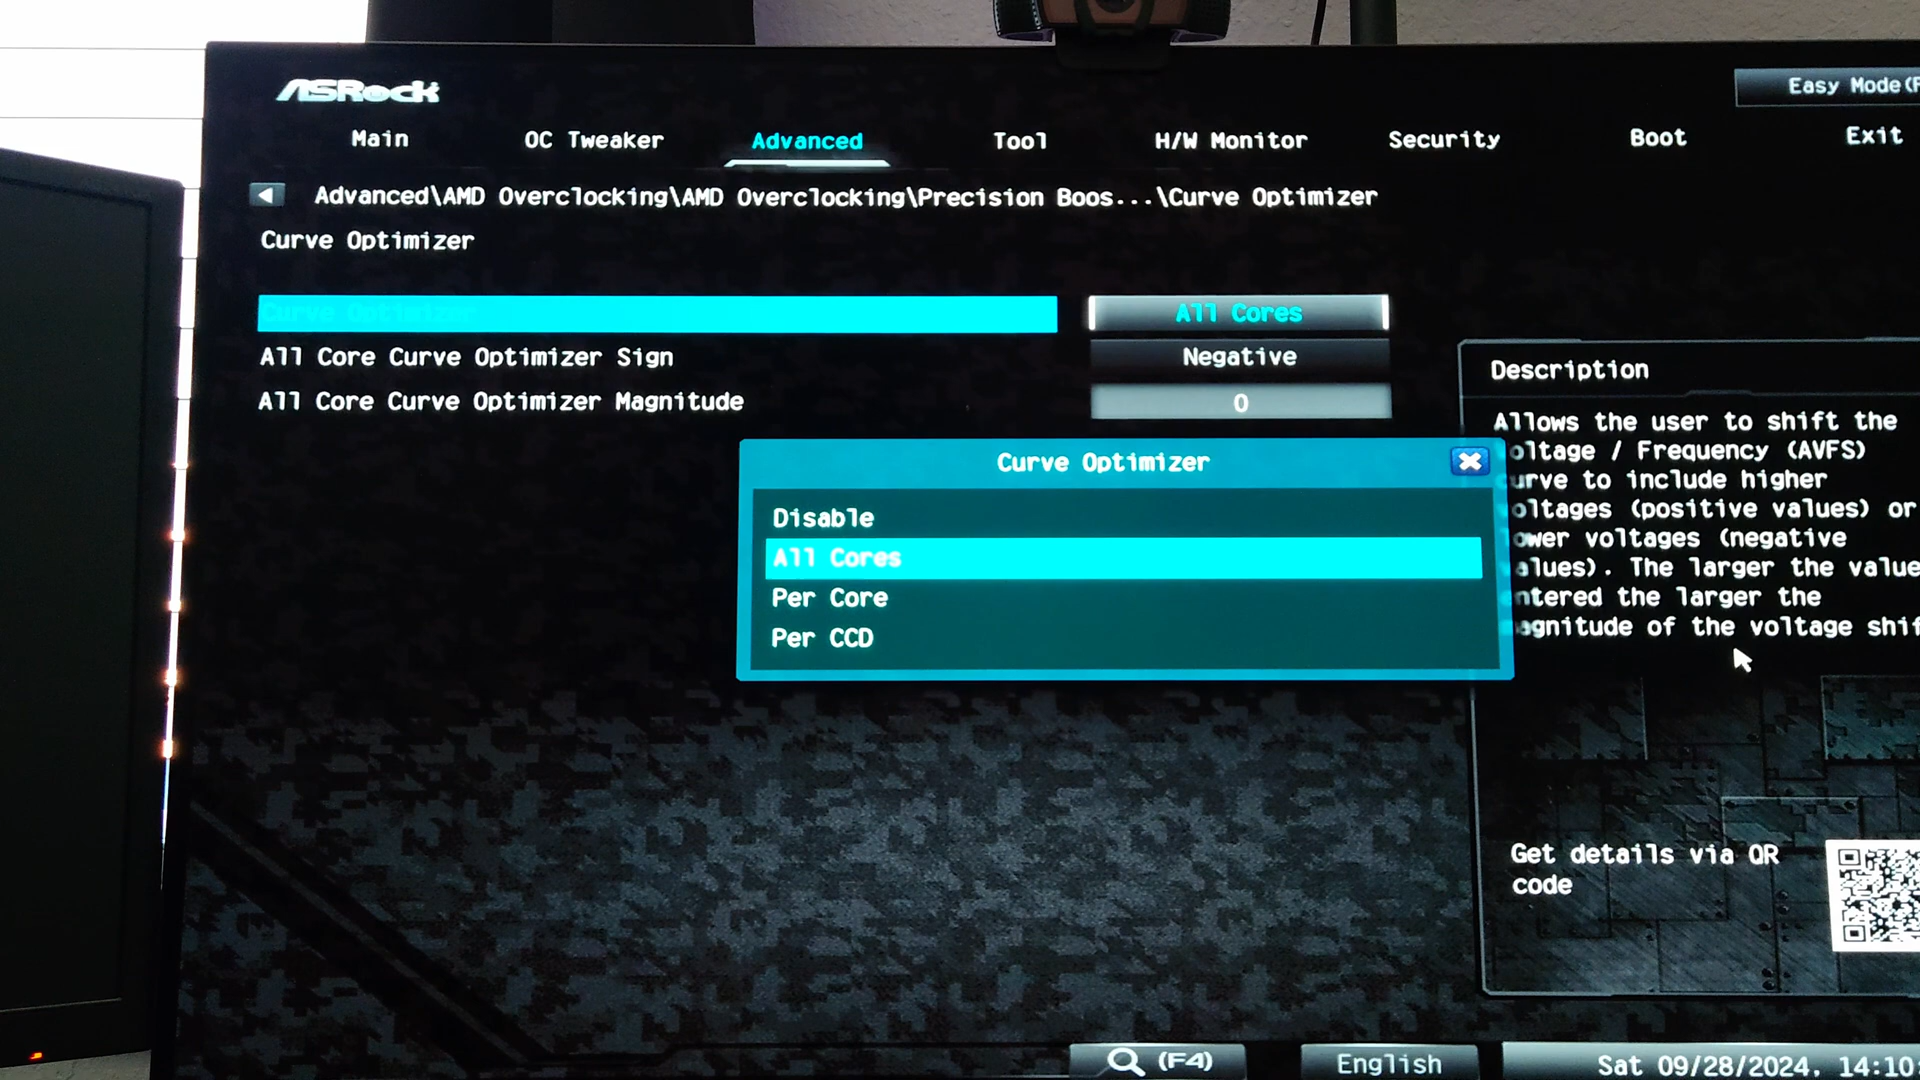 ASRock
Easy Mode(F
Main OC Tweaker Advanced Tool H/W Monitor Security Boot Exit
Advanced\AMD Overclocking\AMD Overclocking\Precision Boos...\Curve Optimizer
Curve Optimizer
Curve Optimizer All Cores
All Core Curve Optimizer Sign Negative
All Core Curve Optimizer Magnitude 0
Curve Optimizer
Disable
All Cores
Per Core
Per CCD
Description
Allows the user to shift the
oltage / Frequency (AVFS)
urve to include higher
oltages (positive values) or
ower voltages (negative
alues). The larger the value
ntered the larger the
agnitude of the voltage shif
Get details via QR
code
(F4) English Sat 09/28/2024, 14:10: